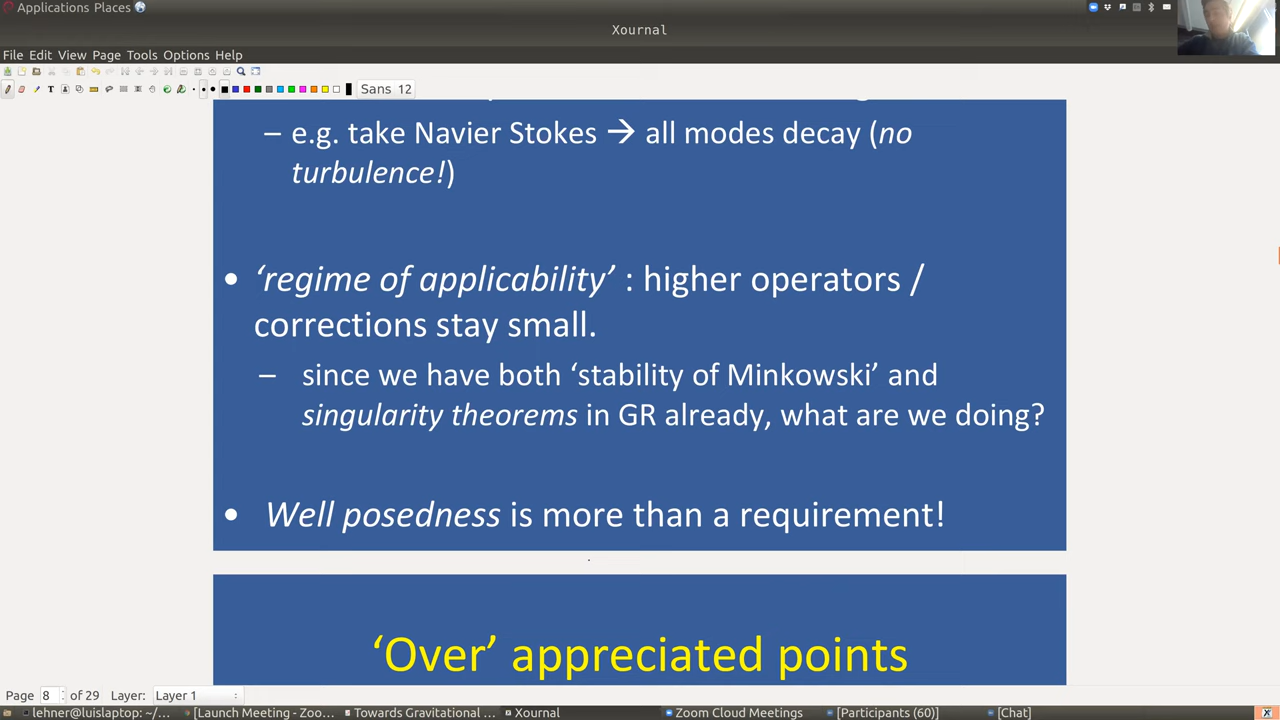 Applications Places
Xournal
File Edit View Page Tools Options Help
T Sans 12
– e.g. take Navier Stokes → all modes decay (no
turbulence!)
• ‘regime of applicability’ : higher operators /
corrections stay small.
– since we have both ‘stability of Minkowski’ and
singularity theorems in GR already, what are we doing?
• Well posedness is more than a requirement!
‘Over’ appreciated points
Page 8 of 29 Layer: Layer 1
lehner@luislaptop: ~/... [Launch Meeting - Zoo... Towards Gravitational ... Xournal Zoom Cloud Meetings [Participants (60)] [Chat]